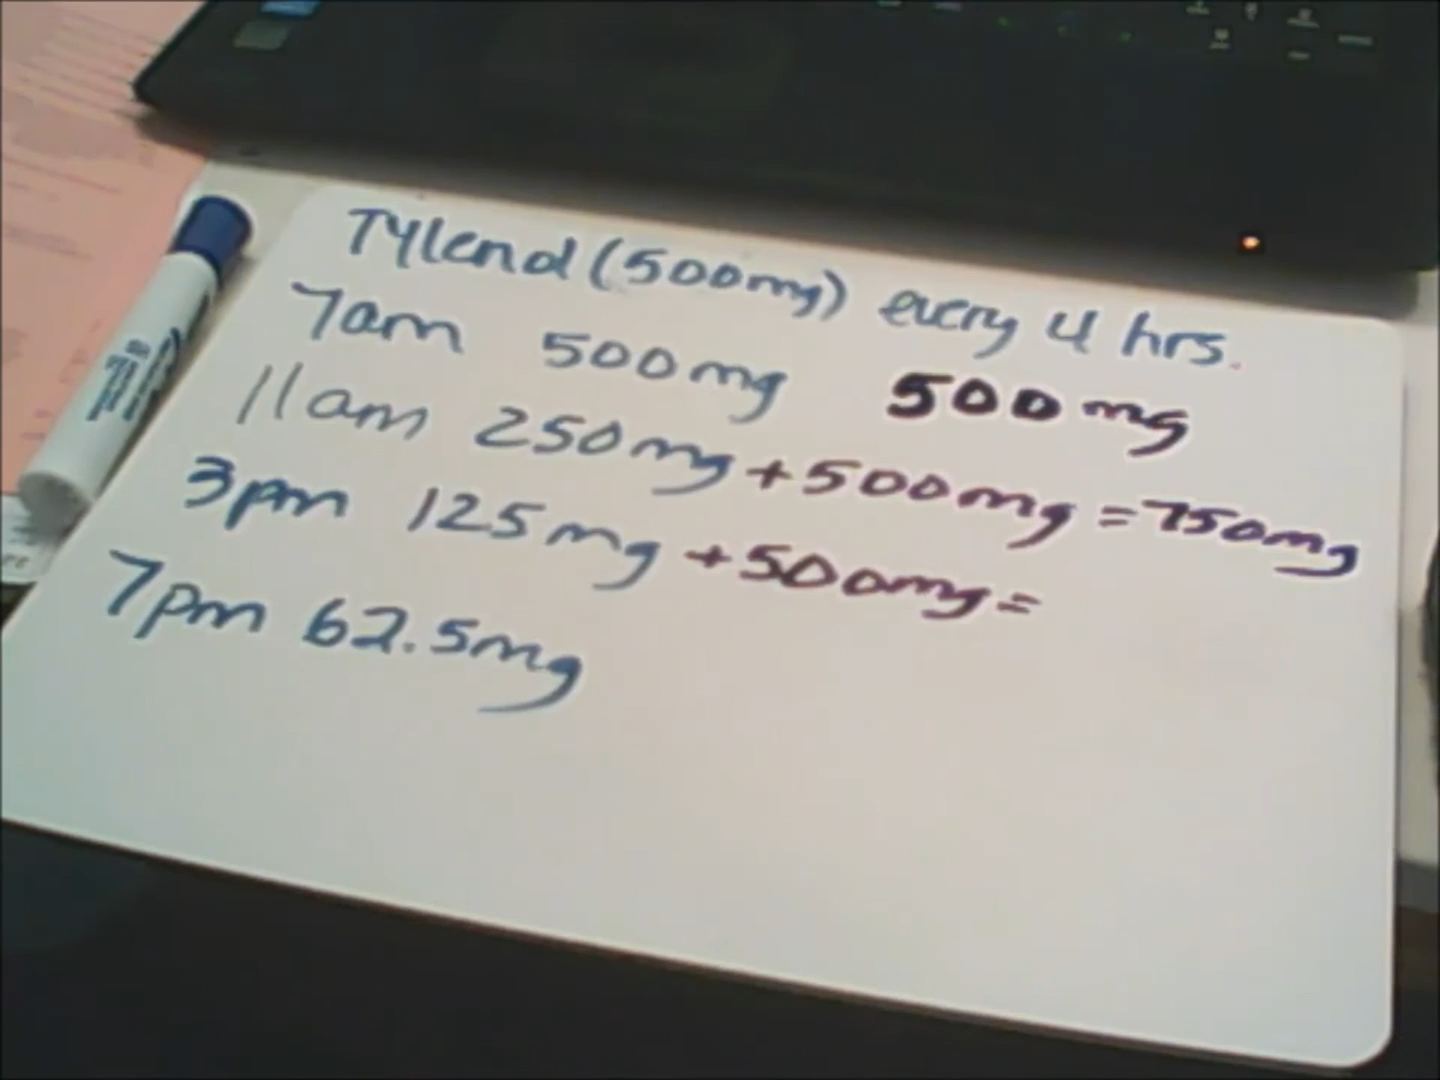 Tylenol (500mg) every 4 hrs.
7am 500mg 500mg
11am 250mg + 500mg = 750mg
3pm 125mg + 500mg =
7pm 62.5mg